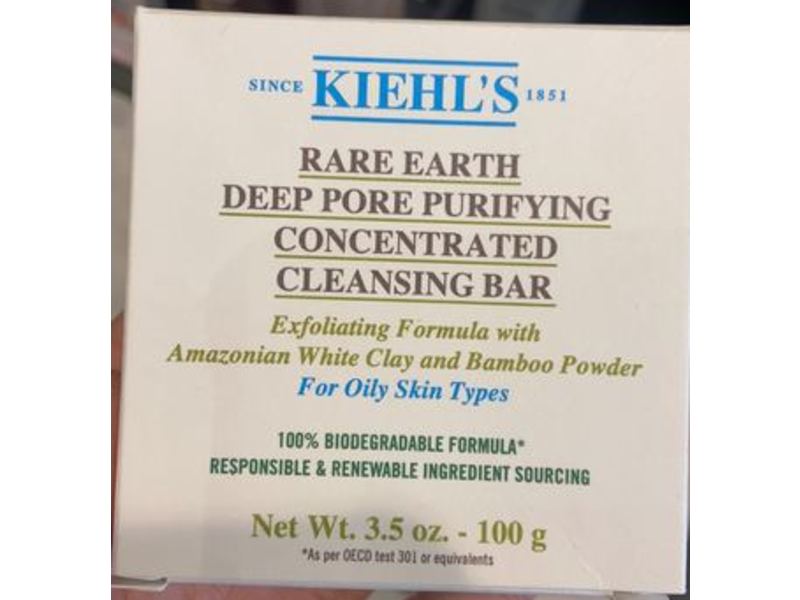 SINCE KIEHL'S 1851
RARE EARTH
DEEP PORE PURIFYING
CONCENTRATED
CLEANSING BAR
Exfoliating Formula with
Amazonian White Clay and Bamboo Powder
For Oily Skin Types
100% BIODEGRADABLE FORMULA*
RESPONSIBLE & RENEWABLE INGREDIENT SOURCING
Net Wt. 3.5 oz. - 100 g
*As per OECD test 301 or equivalents